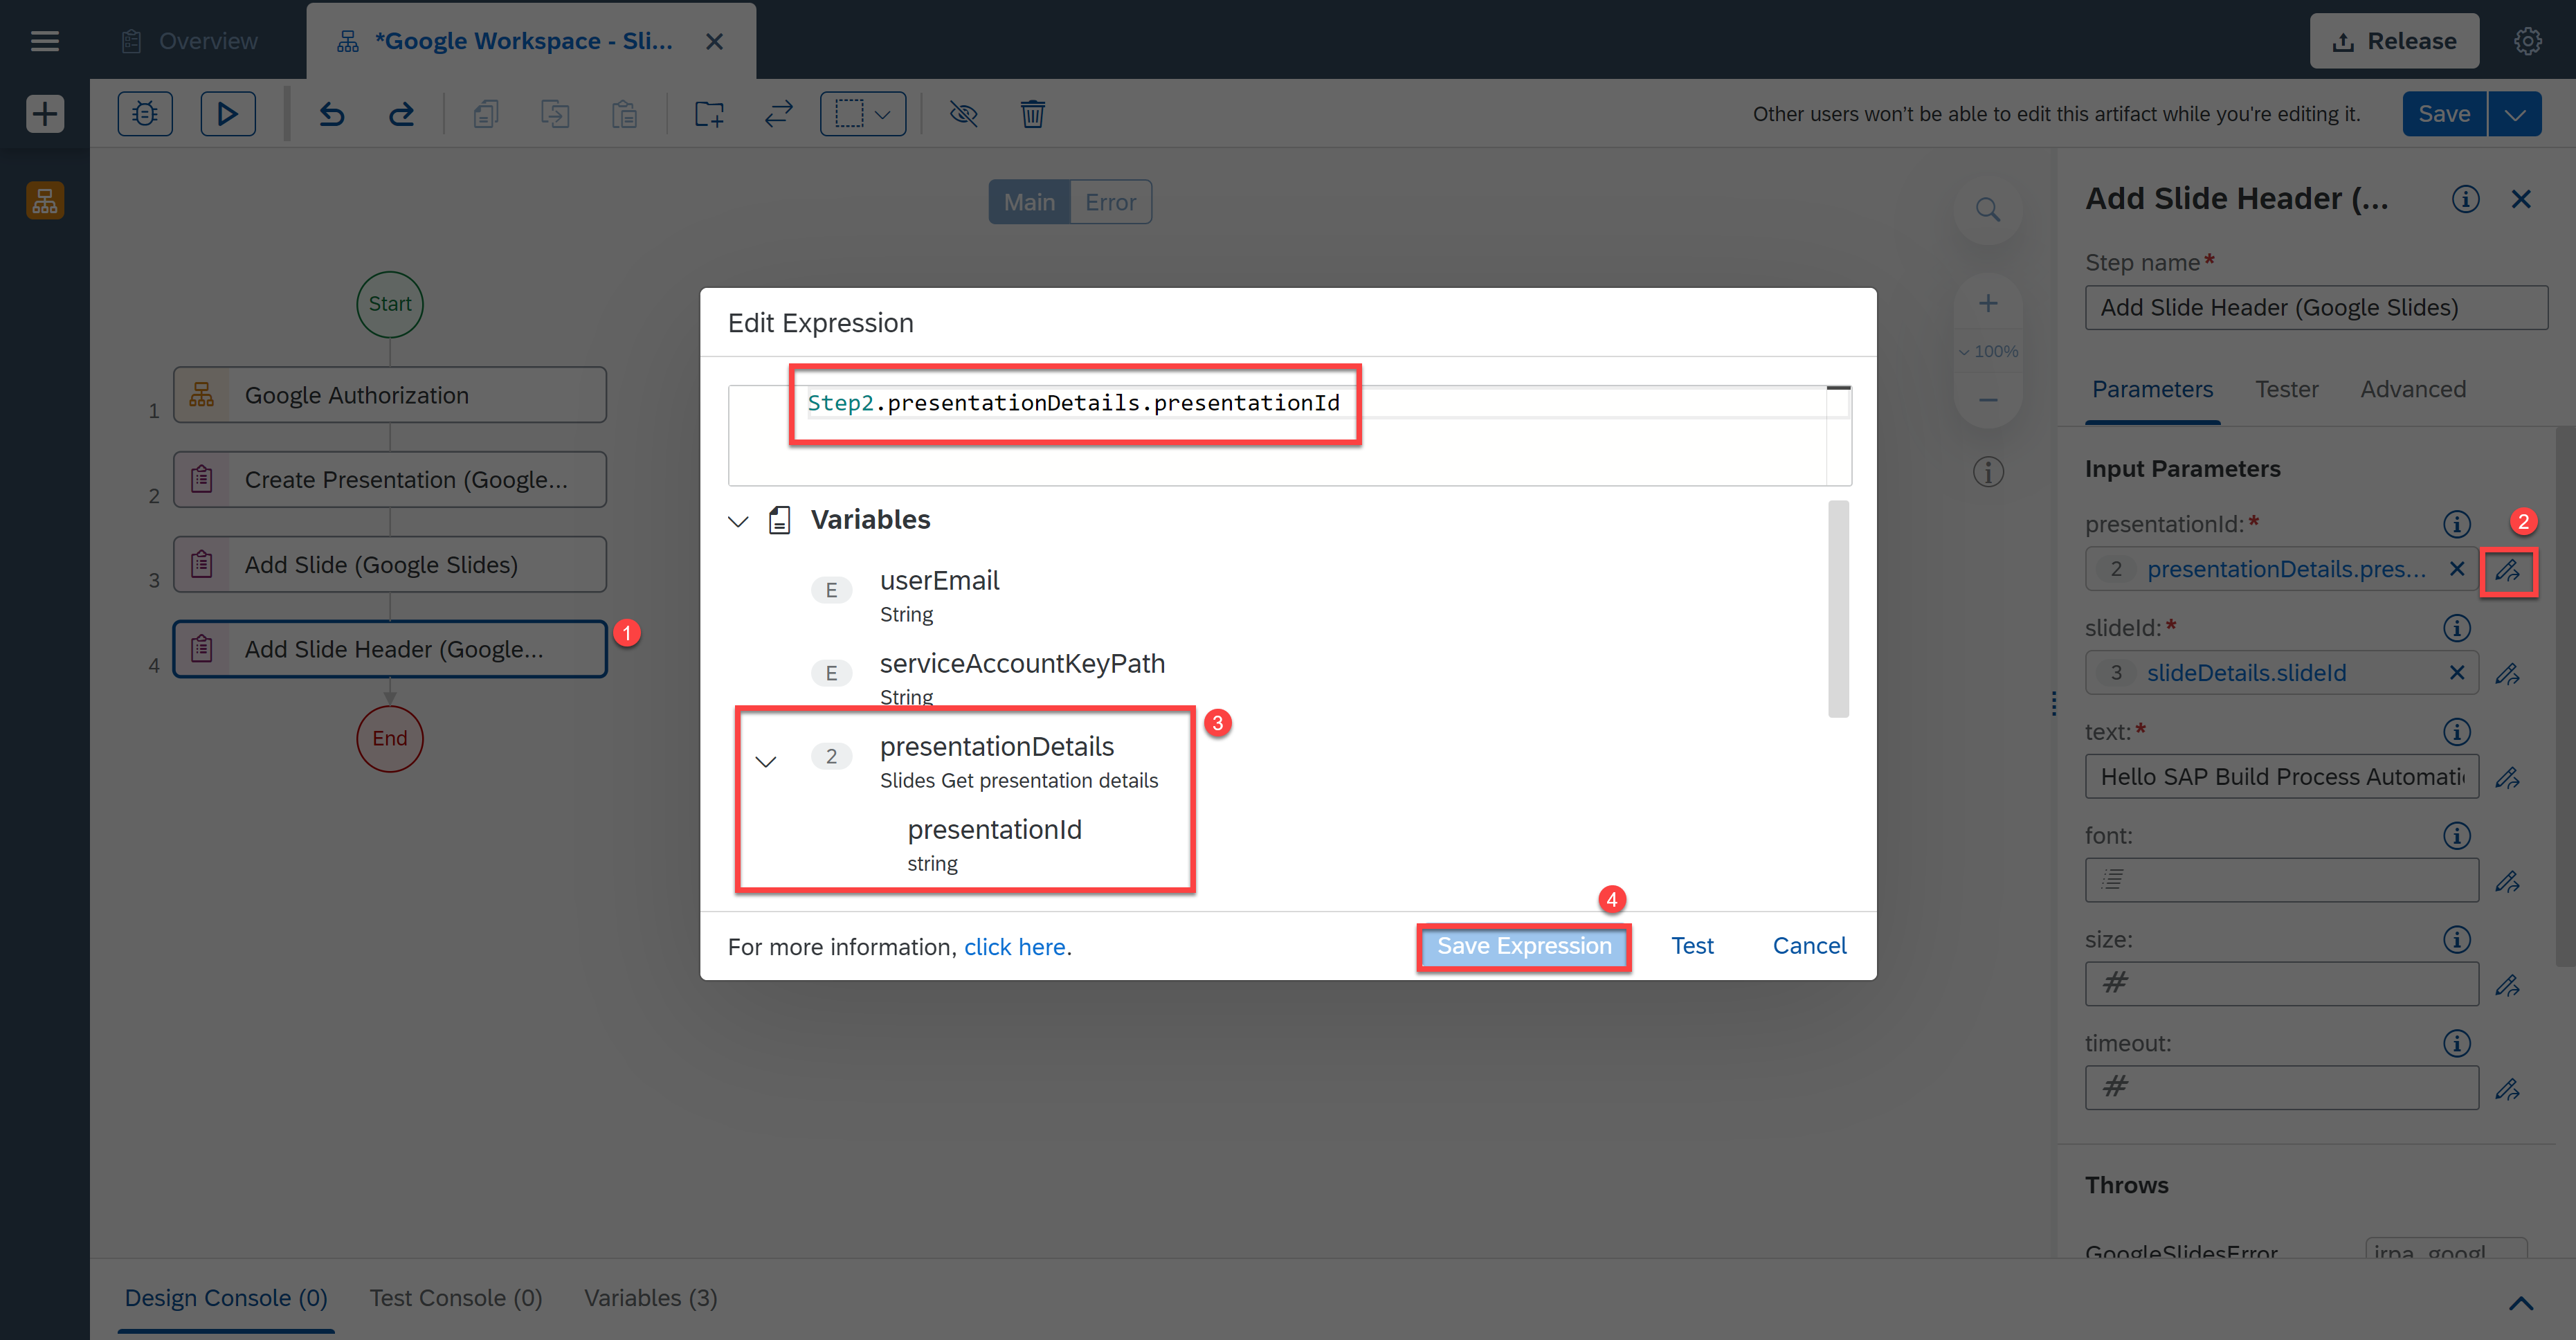 Overview
*Google Workspace - Sli...
Release
Other users won't be able to edit this artifact while you're editing it.
Save
Main
Error
Start
1
Google Authorization
2
Create Presentation (Google...
3
Add Slide (Google Slides)
4
Add Slide Header (Google...
1
End
100%
Edit Expression
Step2.presentationDetails.presentationId
Variables
E
userEmail
String
E
serviceAccountKeyPath
String
3
2
presentationDetails
Slides Get presentation details
presentationId
string
4
For more information, click here.
Save Expression
Test
Cancel
Add Slide Header (...
Step name*
Add Slide Header (Google Slides)
Parameters
Tester
Advanced
Input Parameters
presentationId:*
2
2
presentationDetails.pres...
slideId:*
3
slideDetails.slideId
text:*
Hello SAP Build Process Automati
font:
size:
#
timeout:
#
Throws
GoogleSlidesError
irpa_googl
Design Console (0)
Test Console (0)
Variables (3)